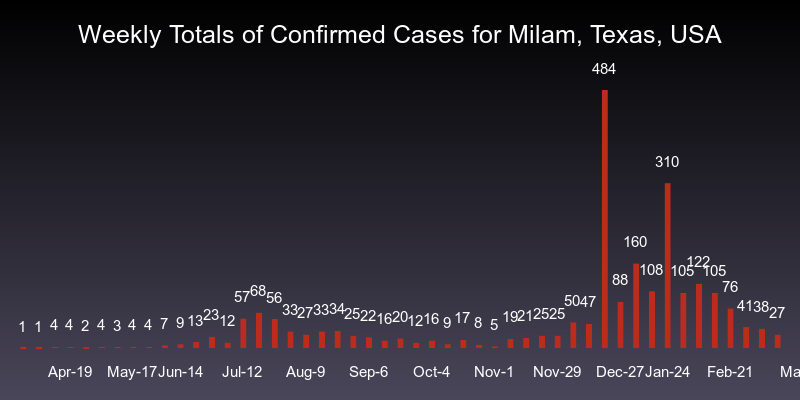 Weekly Totals of Confirmed Cases for Milam, Texas, USA
484
310
160
122
108 105 105
88
76
57 68 56
50 47
41 38
33 27 33 34
25 22 16 20 12 16 9 17 8 5 19 21 25 25
27
1 1 4 4 2 4 3 4 4 7 9 13 23 12
Apr-19 May-17 Jun-14 Jul-12 Aug-9 Sep-6 Oct-4 Nov-1 Nov-29 Dec-27 Jan-24 Feb-21 Ma